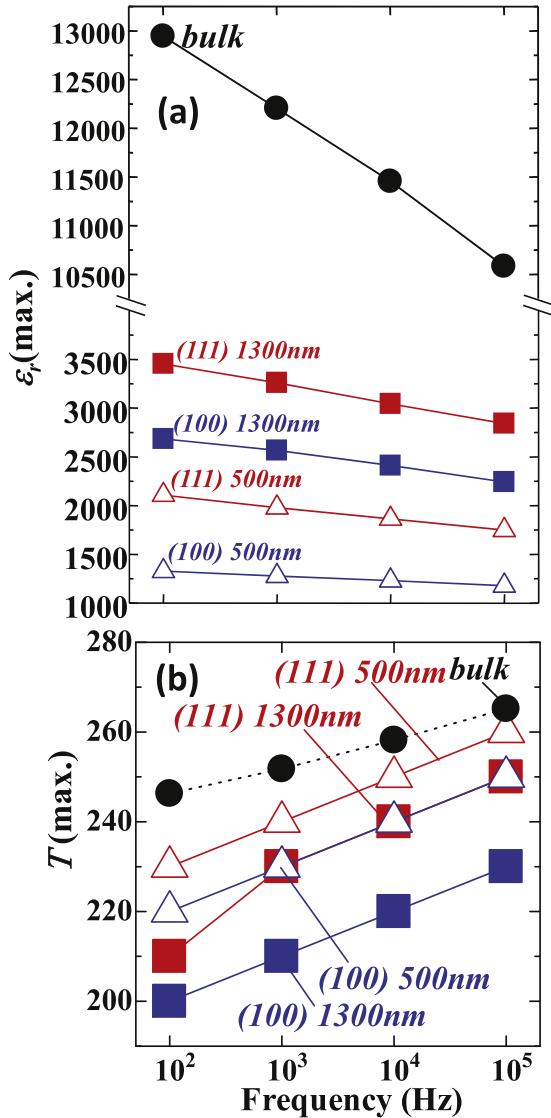 13000
bulk
12500
(a)
12000
11500
11000
10500
εr(max.)
3500
(111) 1300nm
3000
(100) 1300nm
2500
(111) 500nm
2000
(100) 500nm
1250
1000
280
(b)
(111) 500nm
bulk
(111) 1300nm
260
T (max.)
240
220
(100) 500nm
200
(100) 1300nm
10² 10³ 10⁴ 10⁵
Frequency (Hz)